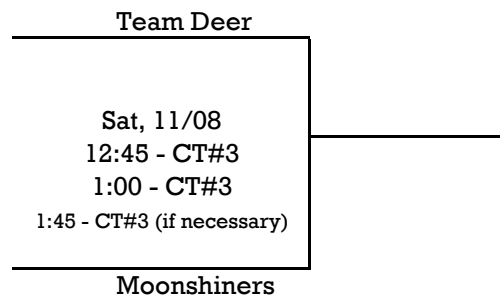 Team Deer
Sat, 11/08
12:45 - CT#3
1:00 - CT#3
1:45 - CT#3 (if necessary)
Moonshiners